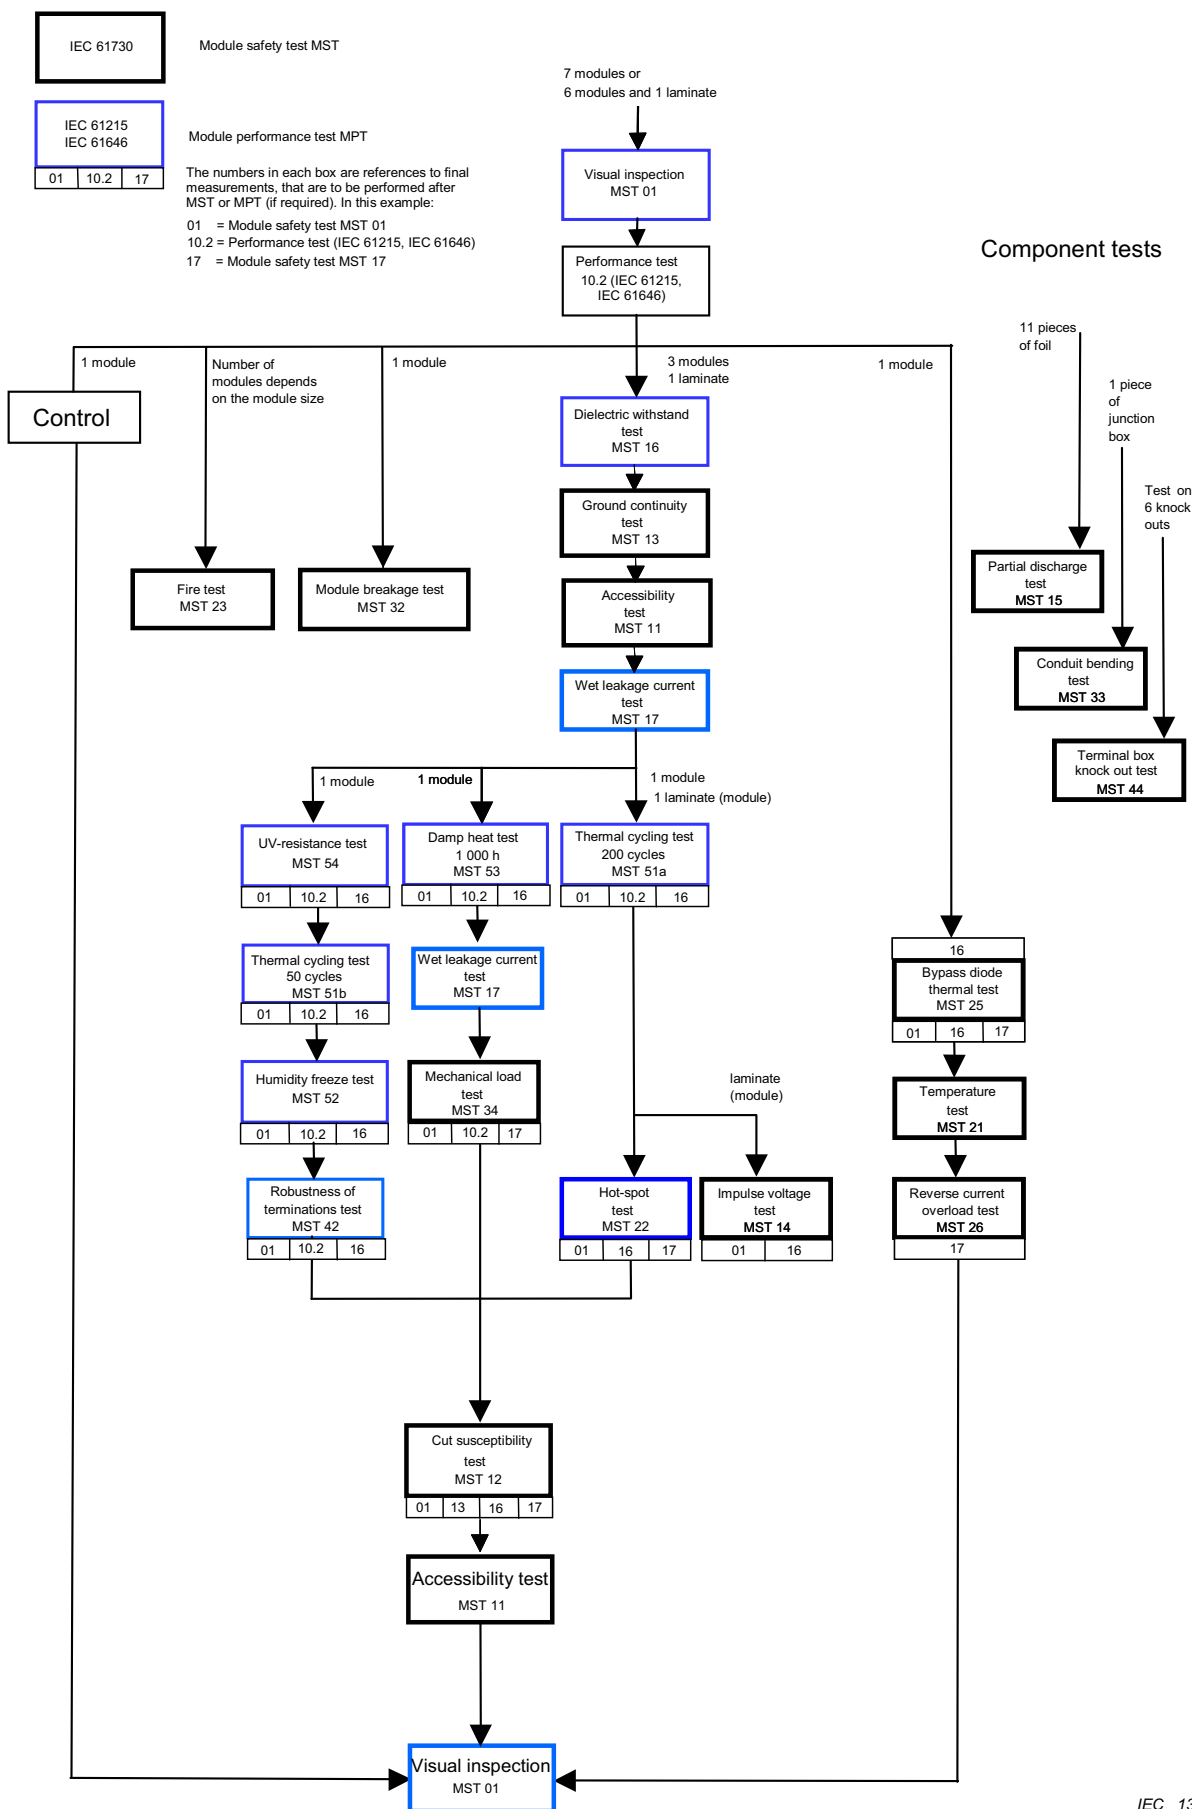 IEC 61730
Module safety test MST
IEC 61215
IEC 61646
Module performance test MPT
01 10.2 17
The numbers in each box are references to final
measurements, that are to be performed after
MST or MPT (if required). In this example:
01 = Module safety test MST 01
10.2 = Performance test (IEC 61215, IEC 61646)
17 = Module safety test MST 17
7 modules or
6 modules and 1 laminate
Visual inspection
MST 01
Performance test
10.2 (IEC 61215,
IEC 61646)
Component tests
1 module
Number of
modules depends
on the module size
1 module
3 modules
1 laminate
1 module
Control
Dielectric withstand
test
MST 16
Ground continuity
test
MST 13
Accessibility
test
MST 11
Wet leakage current
test
MST 17
Fire test
MST 23
Module breakage test
MST 32
11 pieces
of foil
1 piece
of
junction
box
Test on
6 knock
outs
Partial discharge
test
MST 15
Conduit bending
test
MST 33
Terminal box
knock out test
MST 44
1 module
1 module
1 module
1 laminate (module)
UV-resistance test
MST 54
01 10.2 16
Thermal cycling test
50 cycles
MST 51b
01 10.2 16
Humidity freeze test
MST 52
01 10.2 16
Robustness of
terminations test
MST 42
01 10.2 16
Damp heat test
1 000 h
MST 53
01 10.2 16
Wet leakage current
test
MST 17
Mechanical load
test
MST 34
01 10.2 17
Thermal cycling test
200 cycles
MST 51a
01 10.2 16
laminate
(module)
Hot-spot
test
MST 22
01 16 17
Impulse voltage
test
MST 14
01 16
16
Bypass diode
thermal test
MST 25
01 16 17
Temperature
test
MST 21
Reverse current
overload test
MST 26
17
Cut susceptibility
test
MST 12
01 13 16 17
Accessibility test
MST 11
Visual inspection
MST 01
IEC 13